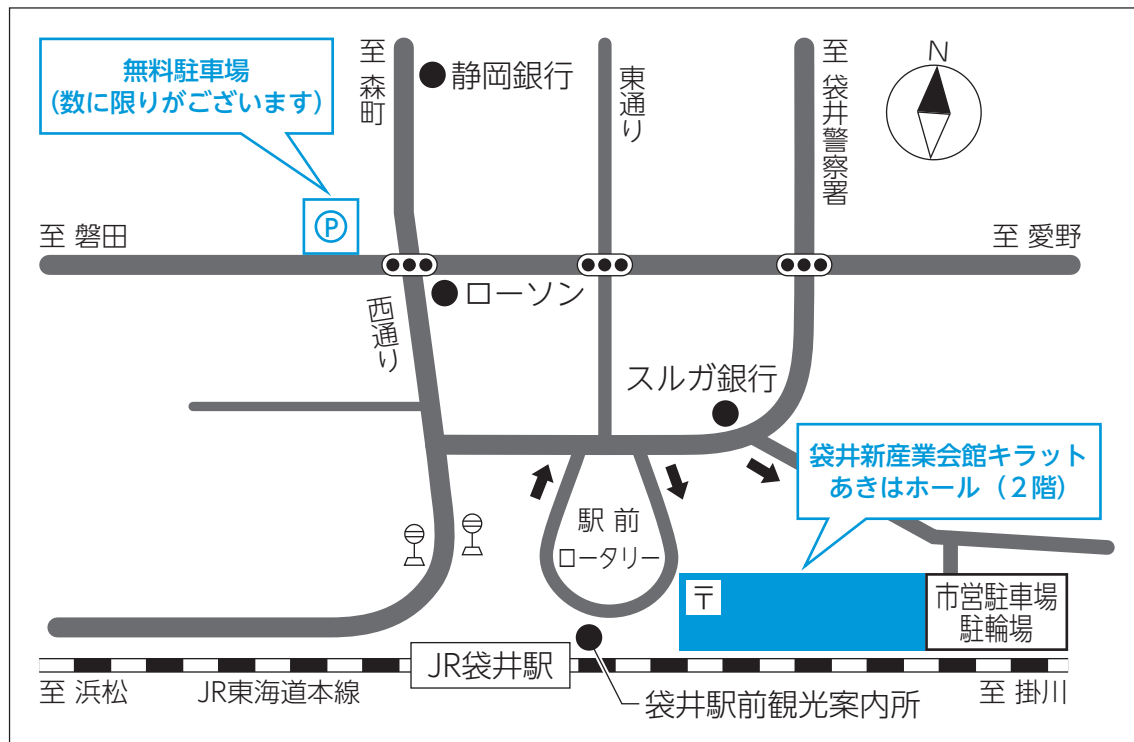 無料駐車場
(数に限りがございます)
至 森町
静岡銀行
東通り
至 袋井警察署
N
P
至 磐田
至 愛野
ローソン
西通り
スルガ銀行
袋井新産業会館キラット
あきはホール（２階）
駅 前
ロータリー
〒
市営駐車場
駐輪場
JR袋井駅
至 浜松
JR東海道本線
袋井駅前観光案内所
至 掛川